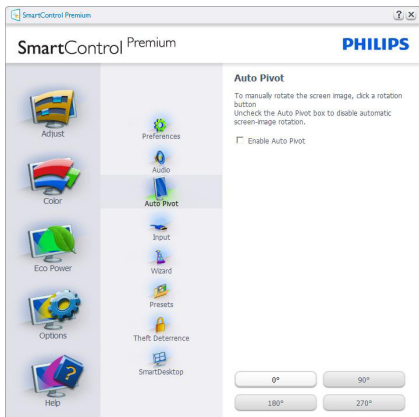 SmartControl Premium
? ×
SmartControl Premium
PHILIPS
Adjust
Color
Eco Power
Options
Help
Preferences
Audio
Auto Pivot
Input
Wizard
Presets
Theft Deterrence
SmartDesktop
Auto Pivot
To manually rotate the screen image, click a rotation
button
Uncheck the Auto Pivot box to disable automatic
screen-image rotation.
Enable Auto Pivot
0° 90°
180° 270°